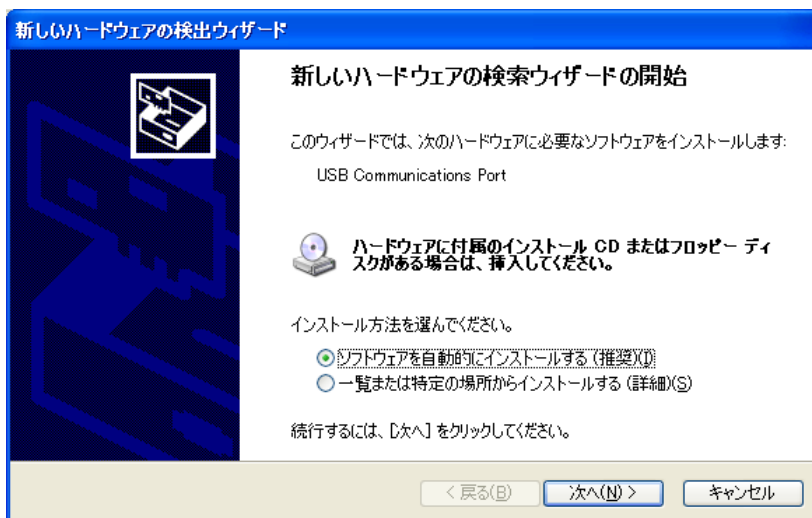 新しいハードウェアの検出ウィザード
新しいハードウェアの検索ウィザードの開始
このウィザードでは、次のハードウェアに必要なソフトウェアをインストールします:
USB Communications Port
ハードウェアに付属のインストール CD またはフロッピー ディ
スクがある場合は、挿入してください。
インストール方法を選んでください。
ソフトウェアを自動的にインストールする (推奨)(I)
一覧または特定の場所からインストールする (詳細)(S)
続行するには、[次へ] をクリックしてください。
< 戻る(B) 次へ(N) > キャンセル